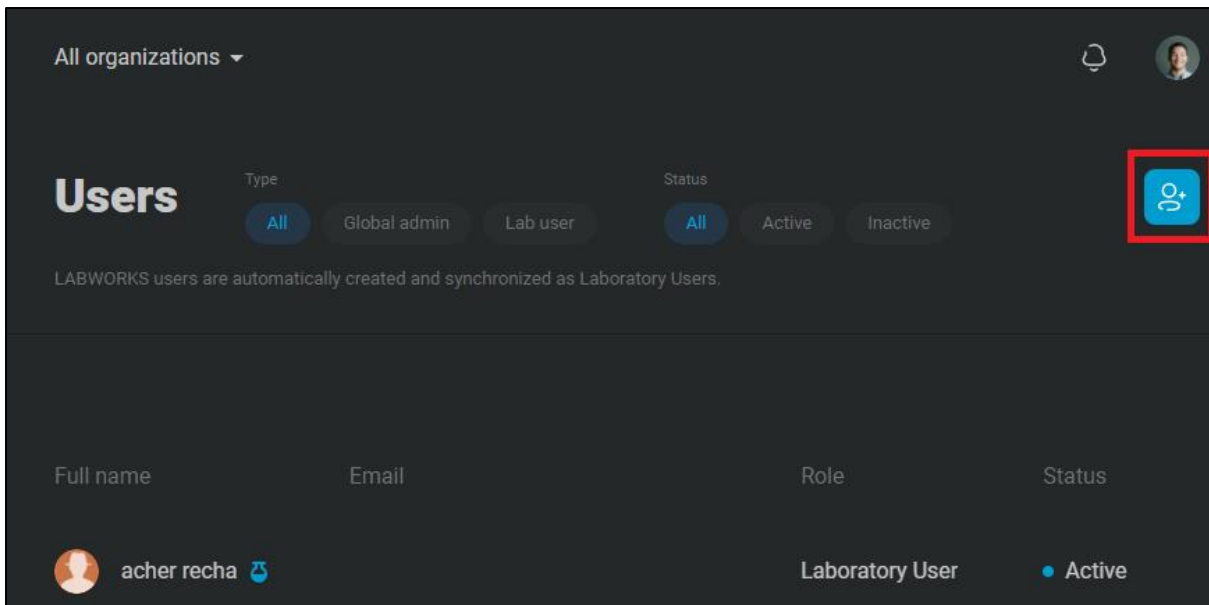 All organizations
Users
Type
All Global admin Lab user
Status
All Active Inactive
LABWORKS users are automatically created and synchronized as Laboratory Users.
Full name Email Role Status
acher recha Laboratory User Active